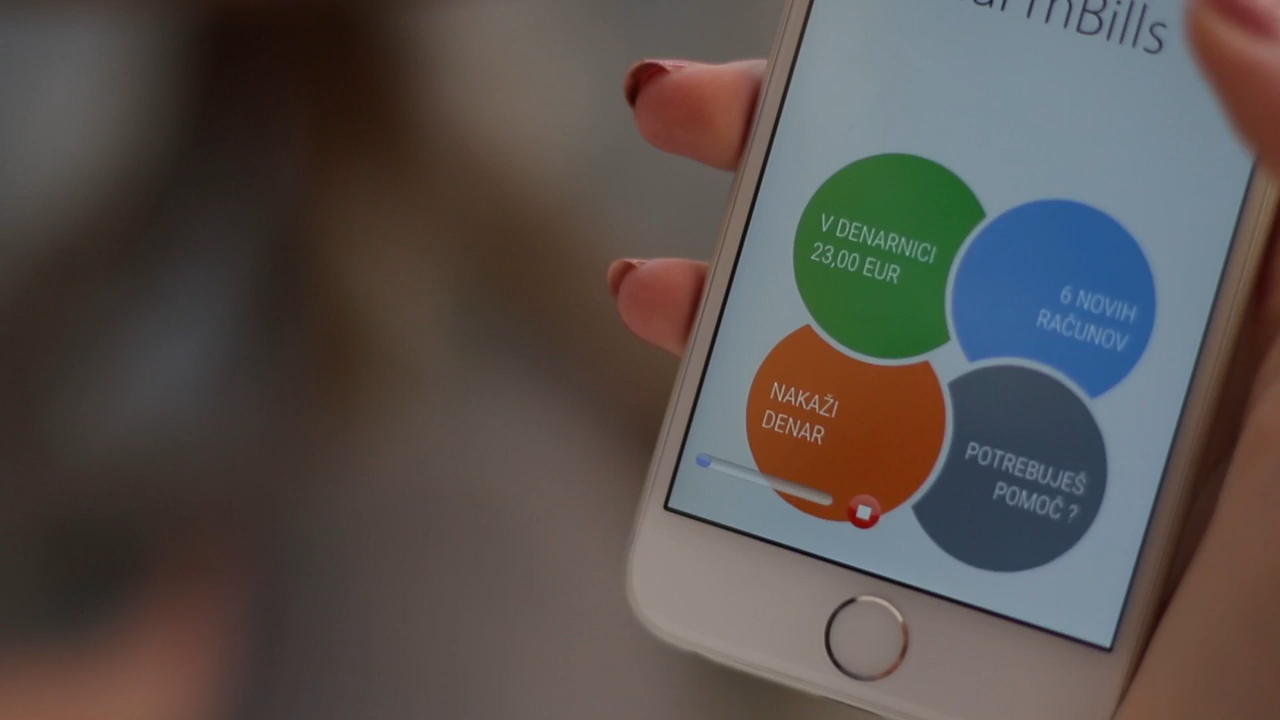 V DENARNICI
23,00 EUR
6 NOVIH
RAČUNOV
NAKAŽI
DENAR
POTREBUJEŠ
POMOČ ?